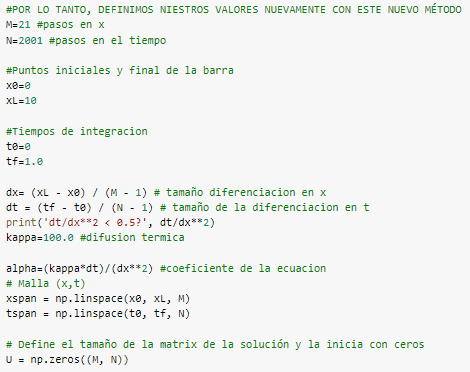 #POR LO TANTO, DEFINIMOS NIESTROS VALORES NUEVAMENTE CON ESTE NUEVO MÉTODO
M=21 #pasos en x
N=2001 #pasos en el tiempo
#Puntos iniciales y final de la barra
x0=0
xL=10
#Tiempos de integracion
t0=0
tf=1.0
dx= (xL - x0) / (M - 1) # tamaño diferenciacion en x
dt = (tf - t0) / (N - 1) # tamaño de la diferenciacion en t
print('dt/dx**2 < 0.5?', dt/dx**2)
kappa=100.0 #difusion termica
alpha=(kappa*dt)/(dx**2) #coeficiente de la ecuacion
# Malla (x,t)
xspan = np.linspace(x0, xL, M)
tspan = np.linspace(t0, tf, N)
# Define el tamaño de la matrix de la solución y la inicia con ceros
U = np.zeros((M, N))